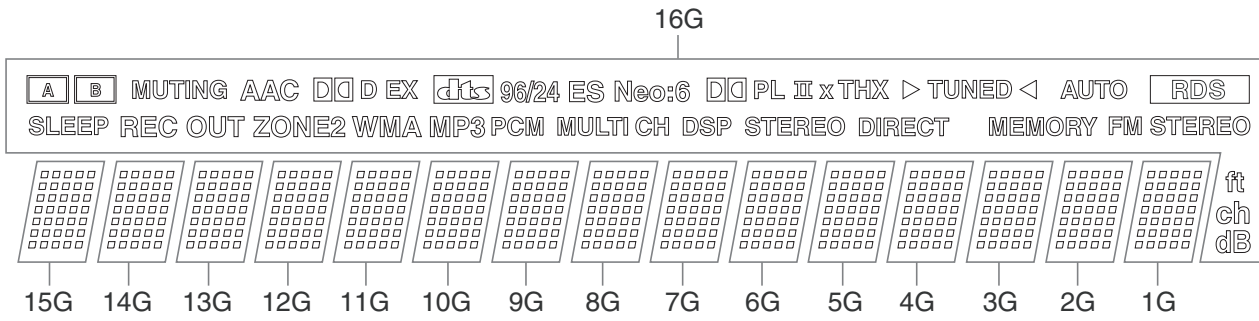 16G
A B MUTING AAC D EX dts 96/24 ES Neo:6 PL II x THX ▷ TUNED ◁ AUTO RDS
SLEEP REC OUT ZONE2 WMA MP3 PCM MULTI CH DSP STEREO DIRECT MEMORY FM STEREO
ft
ch
dB
15G 14G 13G 12G 11G 10G 9G 8G 7G 6G 5G 4G 3G 2G 1G